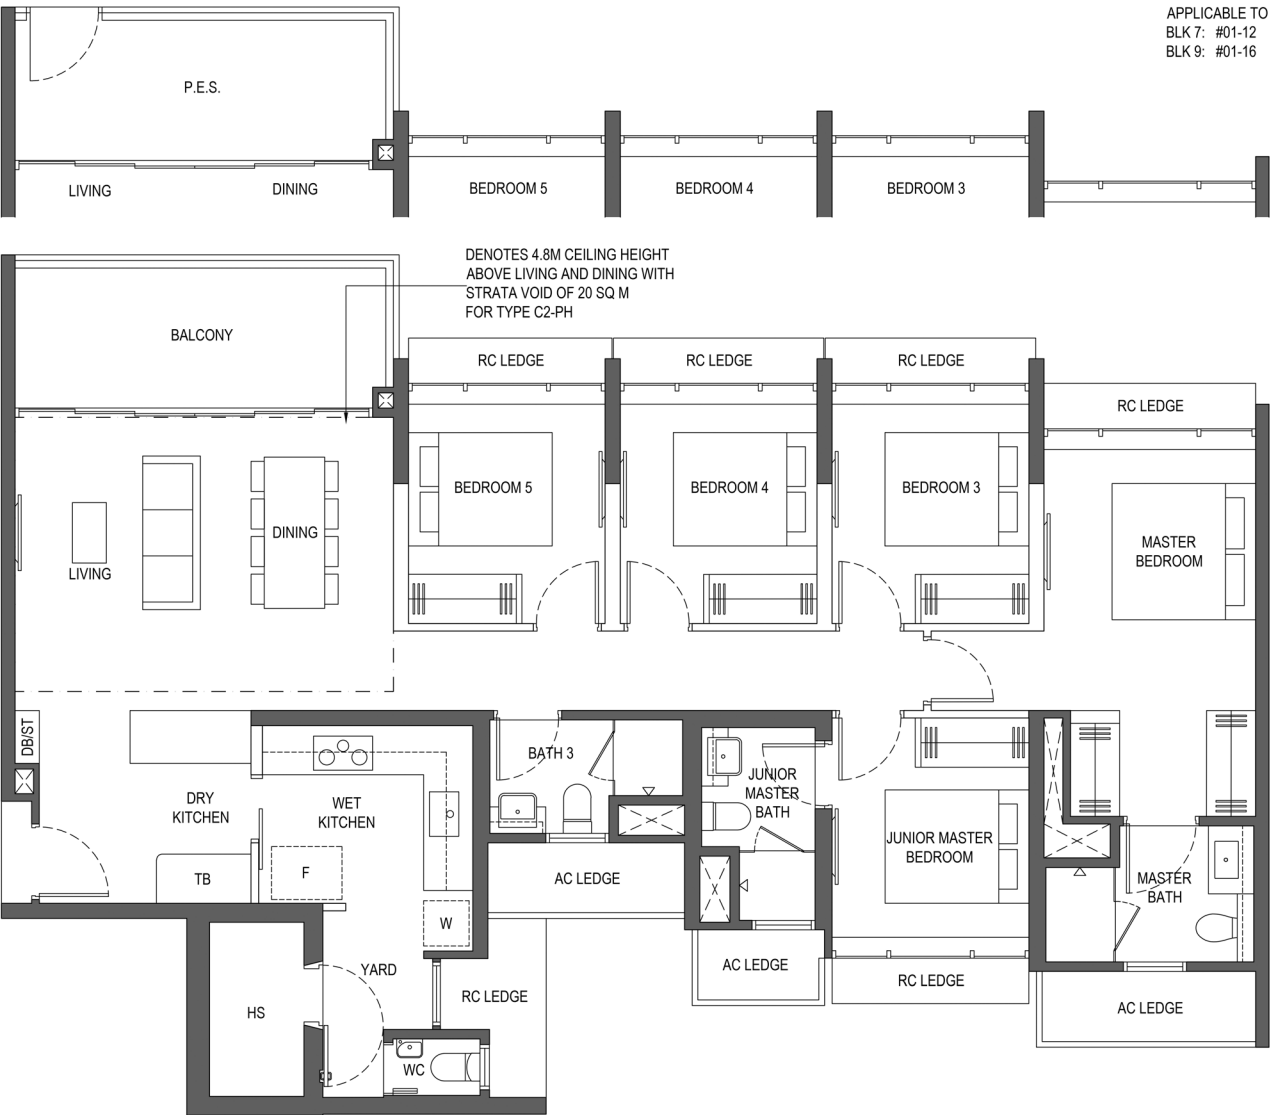 APPLICABLE TO
BLK 7: #01-12
BLK 9: #01-16
P.E.S.
LIVING
DINING
BEDROOM 5
BEDROOM 4
BEDROOM 3
DENOTES 4.8M CEILING HEIGHT
ABOVE LIVING AND DINING WITH
STRATA VOID OF 20 SQ M
FOR TYPE C2-PH
BALCONY
RC LEDGE
RC LEDGE
RC LEDGE
RC LEDGE
BEDROOM 5
BEDROOM 4
BEDROOM 3
DINING
LIVING
MASTER
BEDROOM
DB/ST
BATH 3
JUNIOR
MASTER
BATH
DRY
KITCHEN
WET
KITCHEN
JUNIOR MASTER
BEDROOM
F
TB
AC LEDGE
MASTER
BATH
W
YARD
AC LEDGE
RC LEDGE
RC LEDGE
HS
AC LEDGE
WC